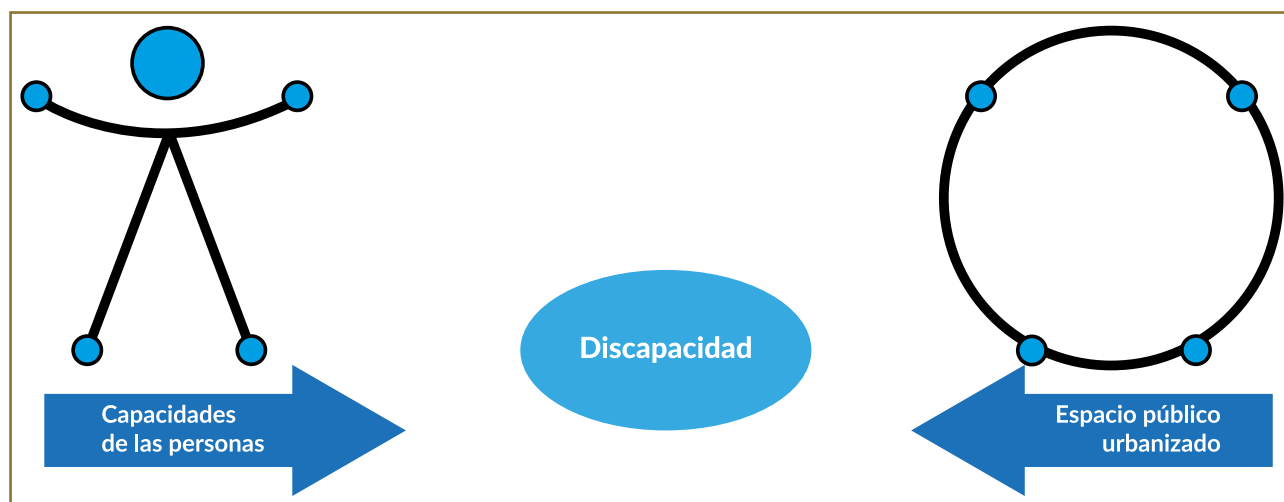 Discapacidad
Capacidades
de las personas
Espacio público
urbanizado